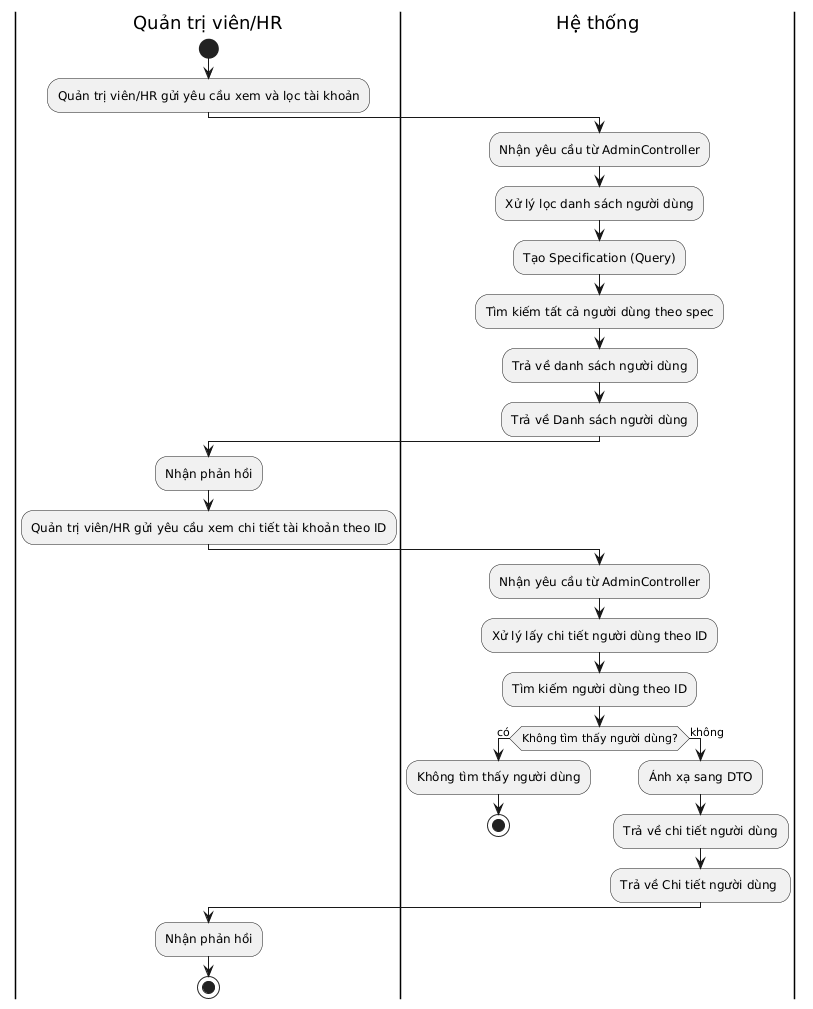 Quản trị viên/HR
Hệ thống
Quản trị viên/HR gửi yêu cầu xem và lọc tài khoản
Nhận yêu cầu từ AdminController
Xử lý lọc danh sách người dùng
Tạo Specification (Query)
Tìm kiếm tất cả người dùng theo spec
Trả về danh sách người dùng
Trả về Danh sách người dùng
Nhận phản hồi
Quản trị viên/HR gửi yêu cầu xem chi tiết tài khoản theo ID
Nhận yêu cầu từ AdminController
Xử lý lấy chi tiết người dùng theo ID
Tìm kiếm người dùng theo ID
có
Không tìm thấy người dùng?
không
Không tìm thấy người dùng
Ánh xạ sang DTO
Trả về chi tiết người dùng
Trả về Chi tiết người dùng
Nhận phản hồi